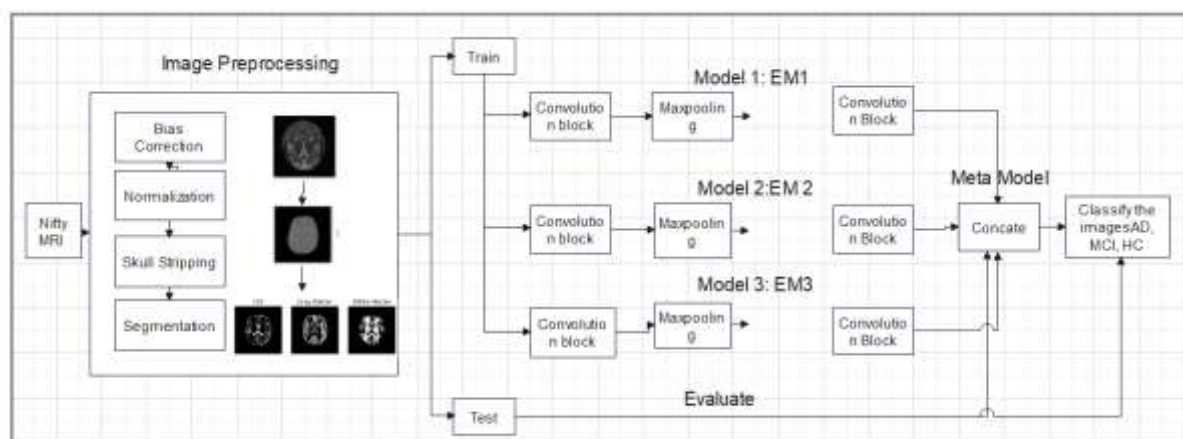 Image Preprocessing
Nifty
MRI
Bias
Correction
Normalization
Skull Stripping
Segmentation
Train
Test
Model 1: EM1
Convolutio
n block
Maxpoolin
g
Convolutio
n Block
Model 2:EM 2
Convolutio
n block
Maxpoolin
g
Convolutio
n Block
Model 3: EM3
Convolutio
n block
Maxpoolin
g
Convolutio
n Block
Meta Model
Concate
Classify the
imagesAD,
MCI, HC
Evaluate